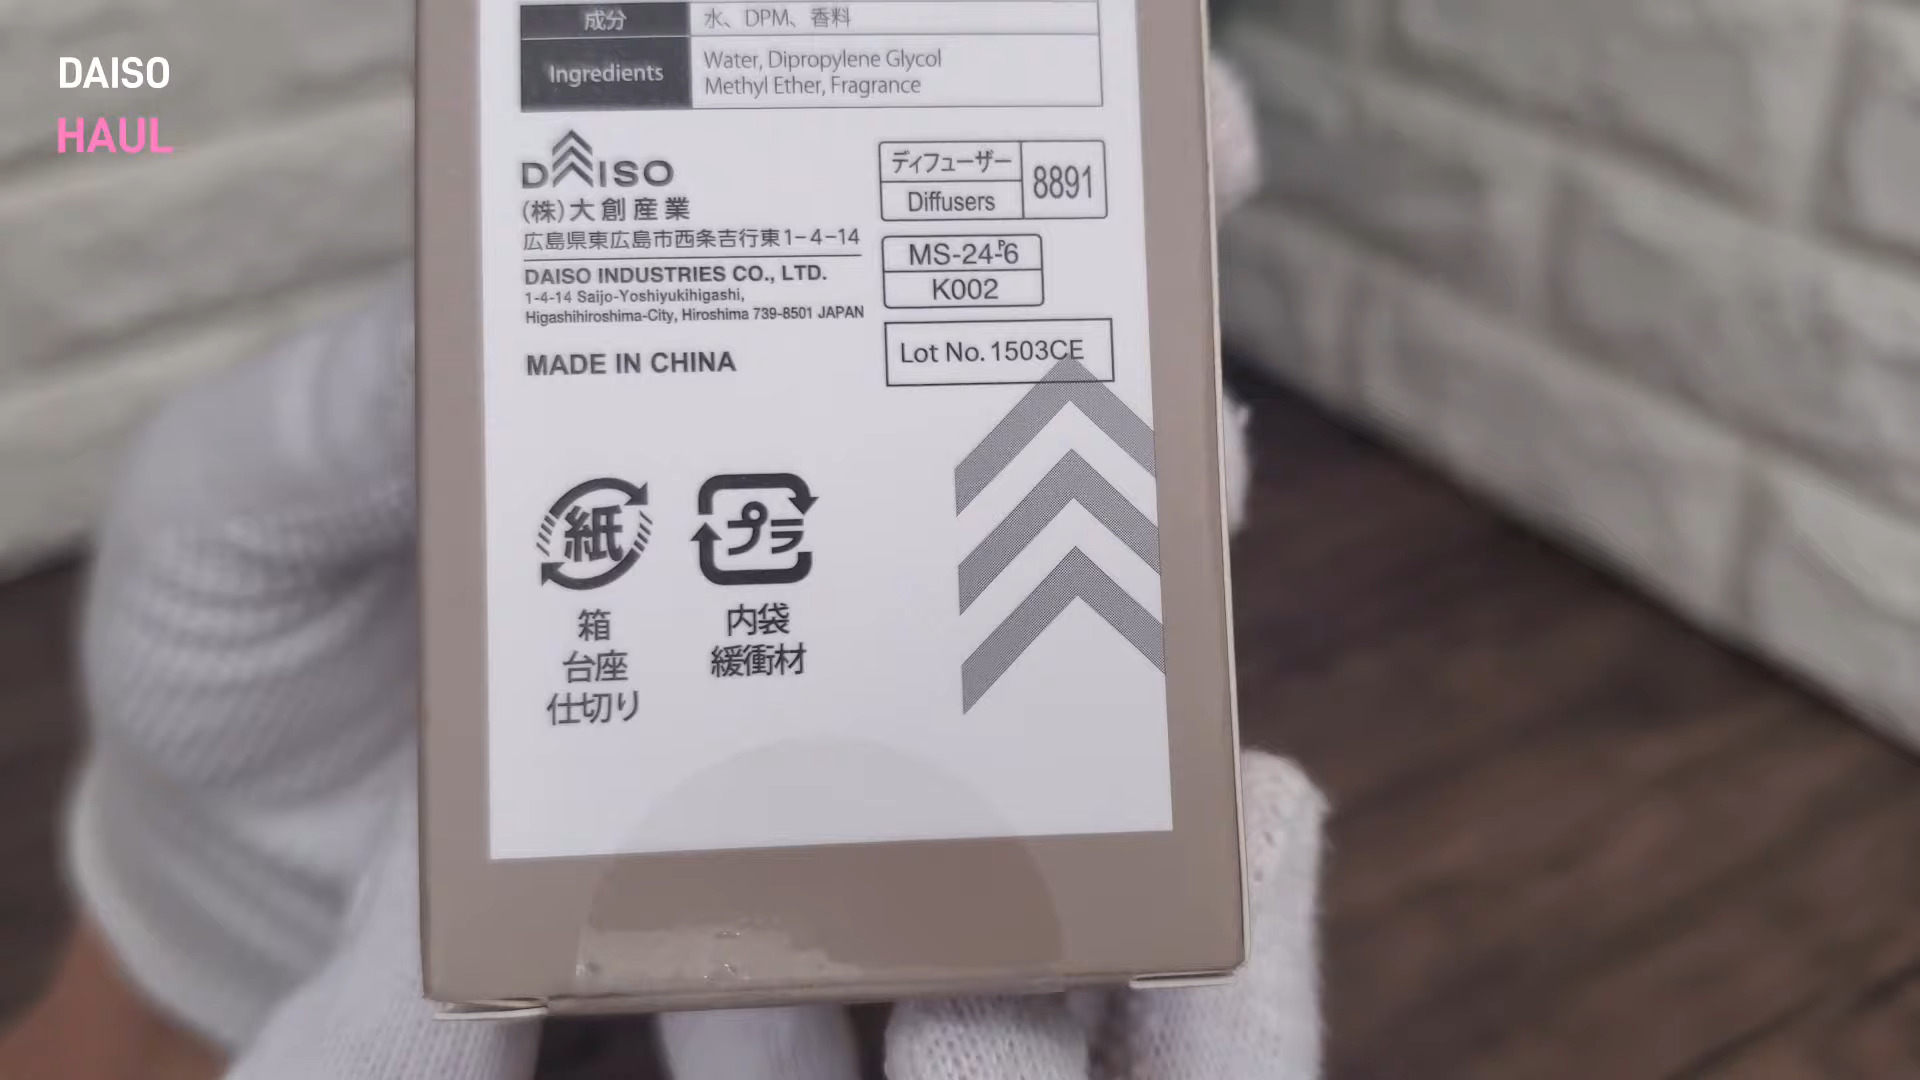 DAISO
HAUL
成分
水、DPM、香料
Ingredients
Water, Dipropylene Glycol
Methyl Ether, Fragrance
DAISO
(株)大創産業
広島県東広島市西条吉行東1-4-14
DAISO INDUSTRIES CO., LTD.
1-4-14 Saijo-Yoshiyukihigashi,
Higashihiroshima-City, Hiroshima 739-8501 JAPAN
MADE IN CHINA
ディフューザー
Diffusers
8891
MS-24-P6
K002
Lot No. 1503CE
紙
箱
台座
仕切り
プラ
内袋
緩衝材